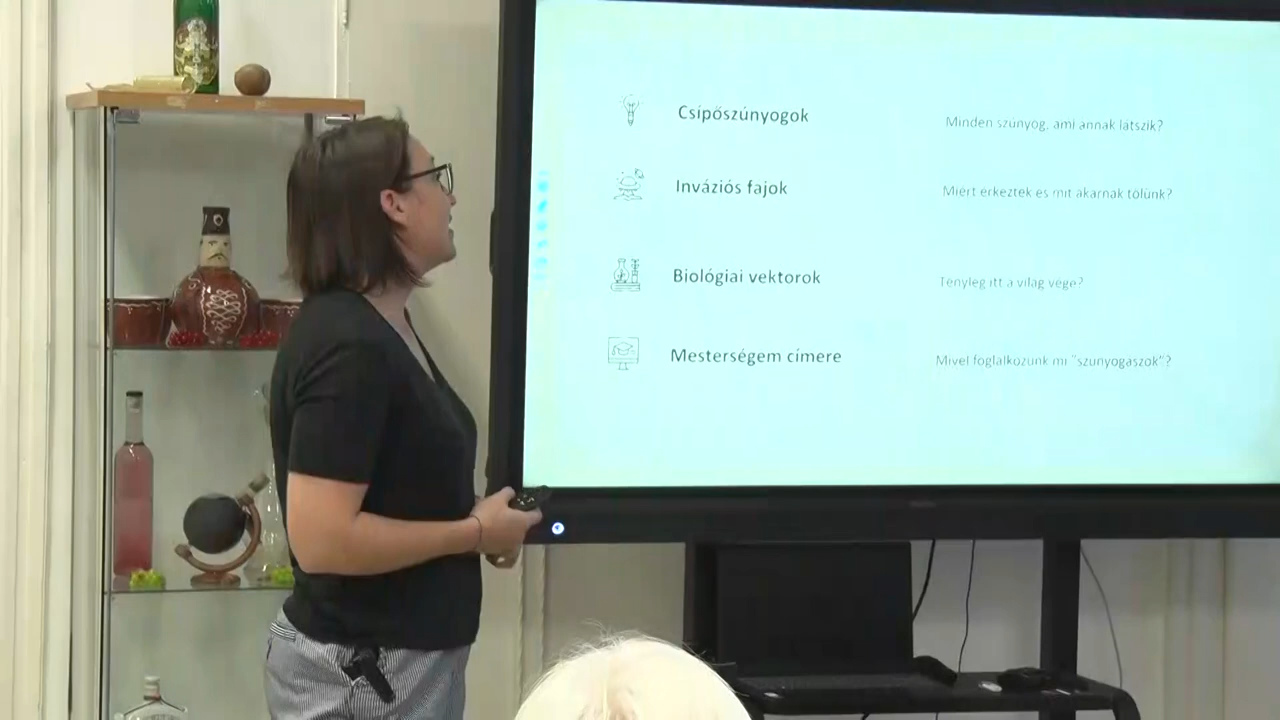 Csípőszúnyogok
Minden szúnyog, ami annak látszik?
Inváziós fajok
Miért érkeztek és mit akarnak tőlünk?
Biológiai vektorok
Tényleg itt a világ vége?
Mesterségem címere
Mivel foglalkozunk mi "szúnyogászok"?